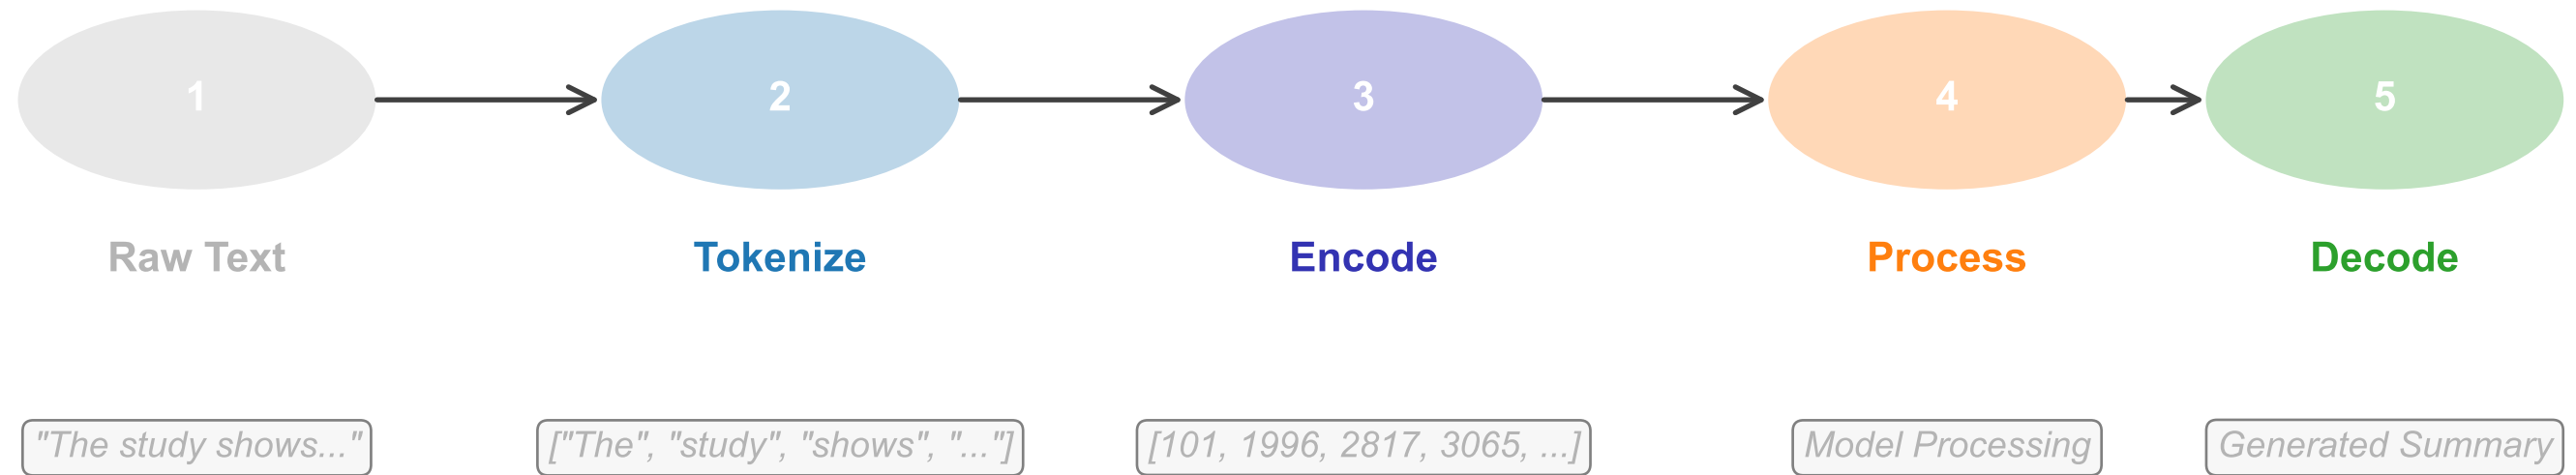 1
2
3
4
5
Raw Text
Tokenize
Encode
Process
Decode
"The study shows..."
["The", "study", "shows", "..."]
[101, 1996, 2817, 3065, ...]
Model Processing
Generated Summary